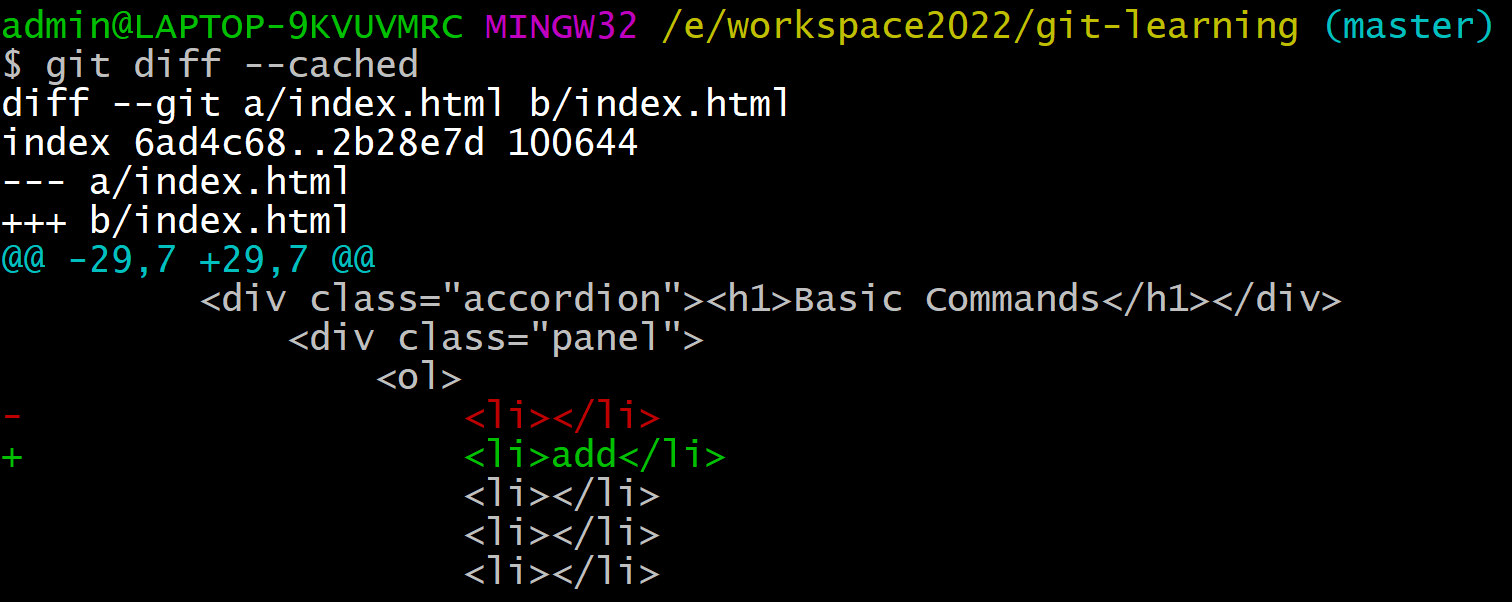 admin@LAPTOP-9KVUVMRC MINGW32 /e/workspace2022/git-learning (master)
$ git diff --cached
diff --git a/index.html b/index.html
index 6ad4c68..2b28e7d 100644
--- a/index.html
+++ b/index.html
@@ -29,7 +29,7 @@
         <div class="accordion"><h1>Basic Commands</h1></div>
             <div class="panel">
                 <ol>
-                    <li></li>
+                    <li>add</li>
                     <li></li>
                     <li></li>
                     <li></li>